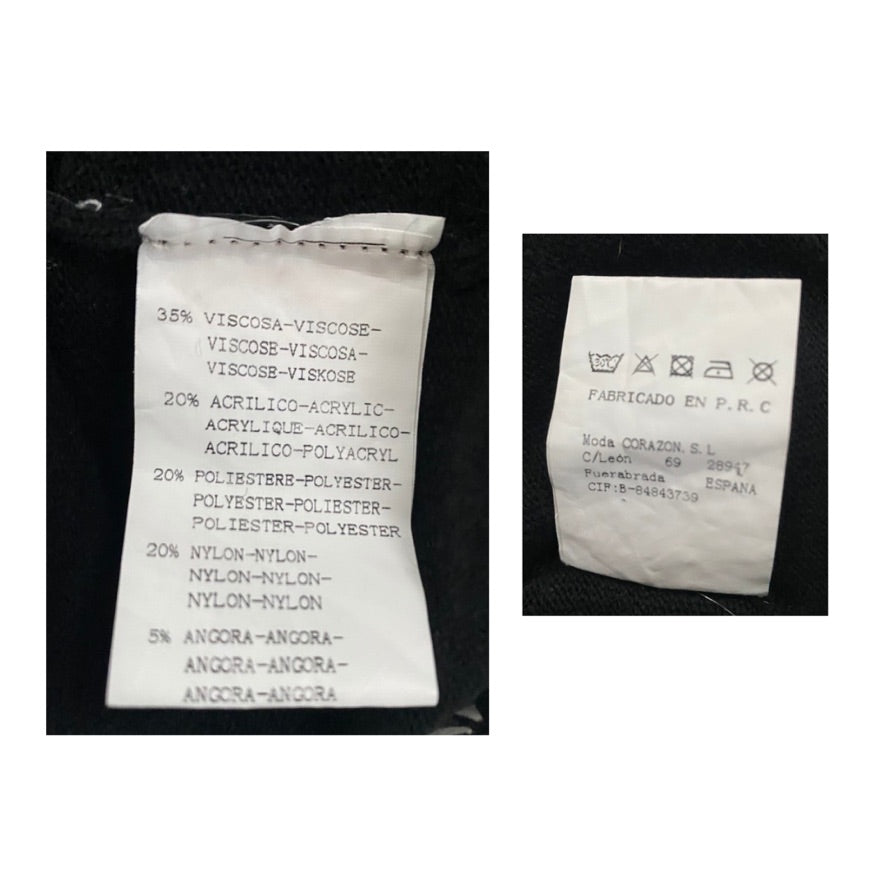 35% VISCOSA-VISCOSE-
VISCOSE-VISCOSA-
VISCOSE-VISKOSE
20% ACRILICO-ACRYLIC-
ACRYLIQUE-ACRILICO-
ACRILICO-POLYACRYL
20% POLIESTERE-POLYESTER-
POLYESTER-POLIESTER-
POLIESTER-POLYESTER
20% NYLON-NYLON-
NYLON-NYLON-
NYLON-NYLON
5% ANGORA-ANGORA-
ANGORA-ANGORA-
ANGORA-ANGORA
30°
FABRICADO EN P.R.C
Moda CORAZON, S.L
C/León 69 28947
Fuerabrada ESPAÑA
CIF:B-84843739